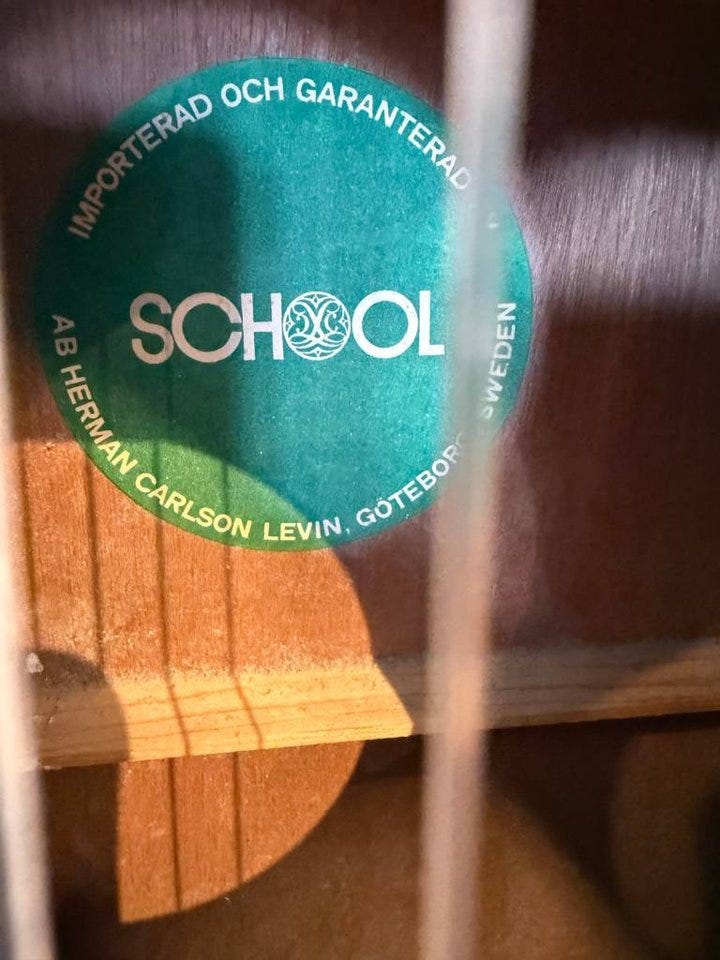 IMPORTERAD OCH GARANTERAD
SCHOOL
AB HERMAN CARLSON LEVIN, GÖTEBORG SWEDEN